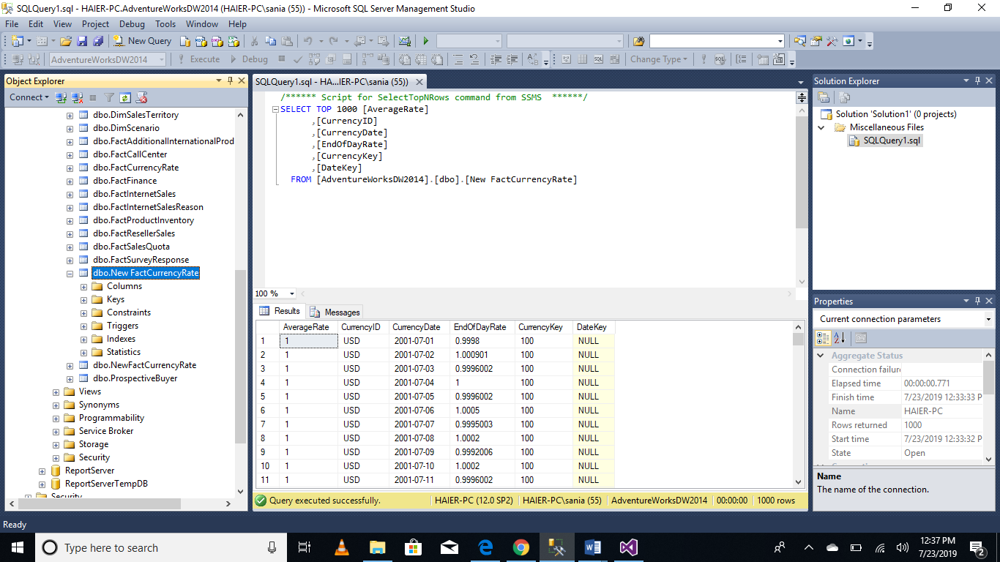 SQLQuery1.sql - HAIER-PC.AdventureWorksDW2014 (HAIER-PC\sania (55)) - Microsoft SQL Server Management Studio
File Edit View Project Debug Tools Window Help
New Query
AdventureWorksDW2014 Execute Debug Change Type
Object Explorer
Connect
dbo.DimSalesTerritory
dbo.DimScenario
dbo.FactAdditionalInternationalProd
dbo.FactCallCenter
dbo.FactCurrencyRate
dbo.FactFinance
dbo.FactInternetSales
dbo.FactInternetSalesReason
dbo.FactProductInventory
dbo.FactResellerSales
dbo.FactSalesQuota
dbo.FactSurveyResponse
dbo.New FactCurrencyRate
Columns
Keys
Constraints
Triggers
Indexes
Statistics
dbo.NewFactCurrencyRate
dbo.ProspectiveBuyer
Views
Synonyms
Programmability
Service Broker
Storage
Security
ReportServer
ReportServerTempDB
Security
SQLQuery1.sql - HA...IER-PC\sania (55))
/****** Script for SelectTopNRows command from SSMS ******/
SELECT TOP 1000 [AverageRate]
,[CurrencyID]
,[CurrencyDate]
,[EndOfDayRate]
,[CurrencyKey]
,[DateKey]
FROM [AdventureWorksDW2014].[dbo].[New FactCurrencyRate]
100 %
Results Messages
AverageRate CurrencyID CurrencyDate EndOfDayRate CurrencyKey DateKey
1 1 USD 2001-07-01 0.9998 100 NULL
2 1 USD 2001-07-02 1.000901 100 NULL
3 1 USD 2001-07-03 0.9996002 100 NULL
4 1 USD 2001-07-04 1 100 NULL
5 1 USD 2001-07-05 0.9996002 100 NULL
6 1 USD 2001-07-06 1.0005 100 NULL
7 1 USD 2001-07-07 0.9995003 100 NULL
8 1 USD 2001-07-08 1.0002 100 NULL
9 1 USD 2001-07-09 0.9992006 100 NULL
10 1 USD 2001-07-10 1.0002 100 NULL
11 1 USD 2001-07-11 0.9996002 100 NULL
Query executed successfully. HAIER-PC (12.0 SP2) HAIER-PC\sania (55) AdventureWorksDW2014 00:00:00 1000 rows
Solution Explorer
Solution 'Solution1' (0 projects)
Miscellaneous Files
SQLQuery1.sql
Properties
Current connection parameters
Aggregate Status
Connection failure
Elapsed time 00:00:00.771
Finish time 7/23/2019 12:33:33 P
Name HAIER-PC
Rows returned 1000
Start time 7/23/2019 12:33:32 P
State Open
Name
The name of the connection.
Ready
Type here to search
12:37 PM
7/23/2019
2